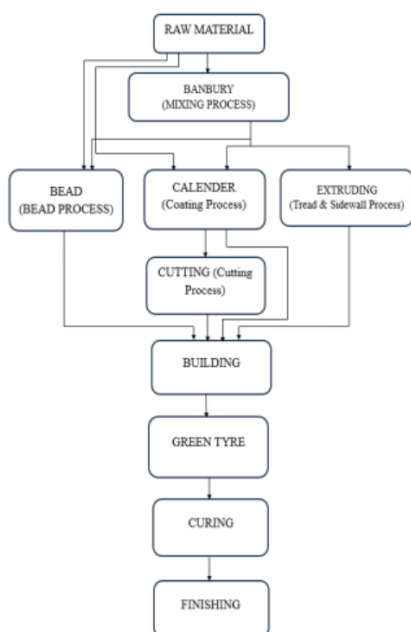 RAW MATERIAL
BANBURY
(MIXING PROCESS)
BEAD
(BEAD PROCESS)
CALENDER
(Coating Process)
EXTRUDING
(Tread & Sidewall Process)
CUTTING (Cutting
Process)
BUILDING
GREEN TYRE
CURING
FINISHING